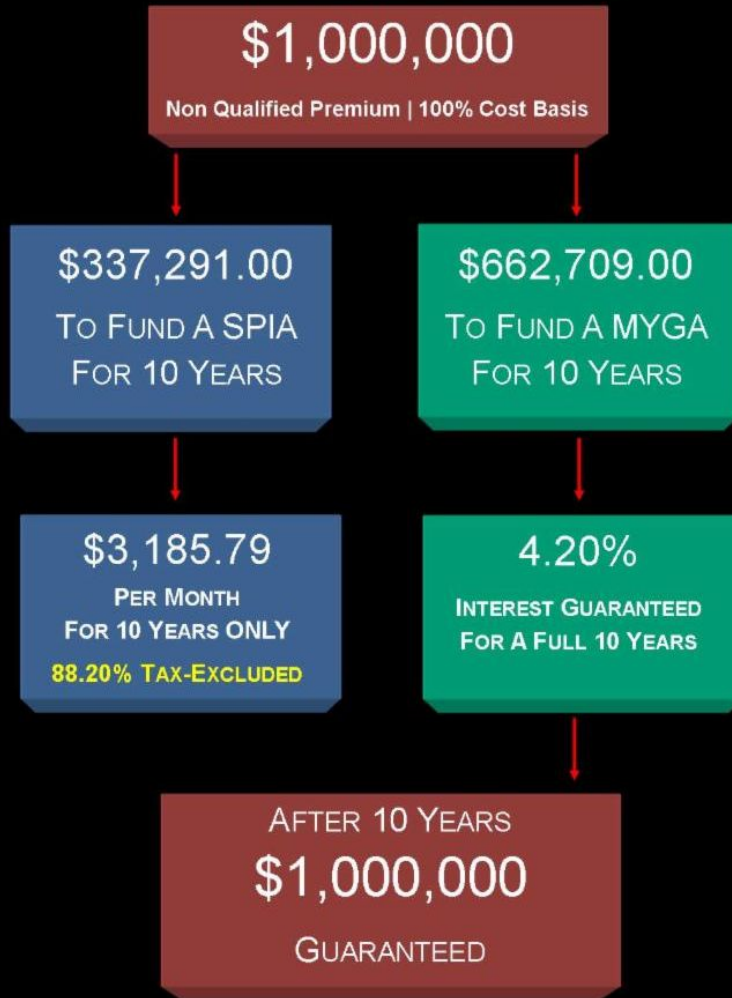 $1,000,000
Non Qualified Premium | 100% Cost Basis
$337,291.00
To Fund A SPIA
For 10 Years
$662,709.00
To Fund A MYGA
For 10 Years
$3,185.79
Per Month
For 10 Years ONLY
88.20% Tax-Excluded
4.20%
Interest Guaranteed
For A Full 10 Years
After 10 Years
$1,000,000
Guaranteed